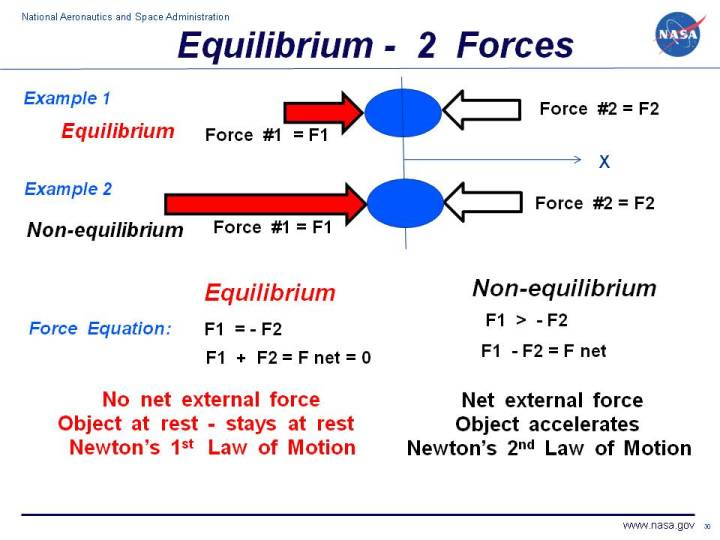 National Aeronautics and Space Administration
NASA
Equilibrium - 2 Forces
Example 1
Equilibrium
Force #1 = F1
Force #2 = F2
X
Example 2
Non-equilibrium
Force #1 = F1
Force #2 = F2
Equilibrium
Non-equilibrium
Force Equation:
F1 = - F2
F1 > - F2
F1 + F2 = F net = 0
F1 - F2 = F net
No net external force
Object at rest - stays at rest
Newton's 1st Law of Motion
Net external force
Object accelerates
Newton's 2nd Law of Motion
www.nasa.gov